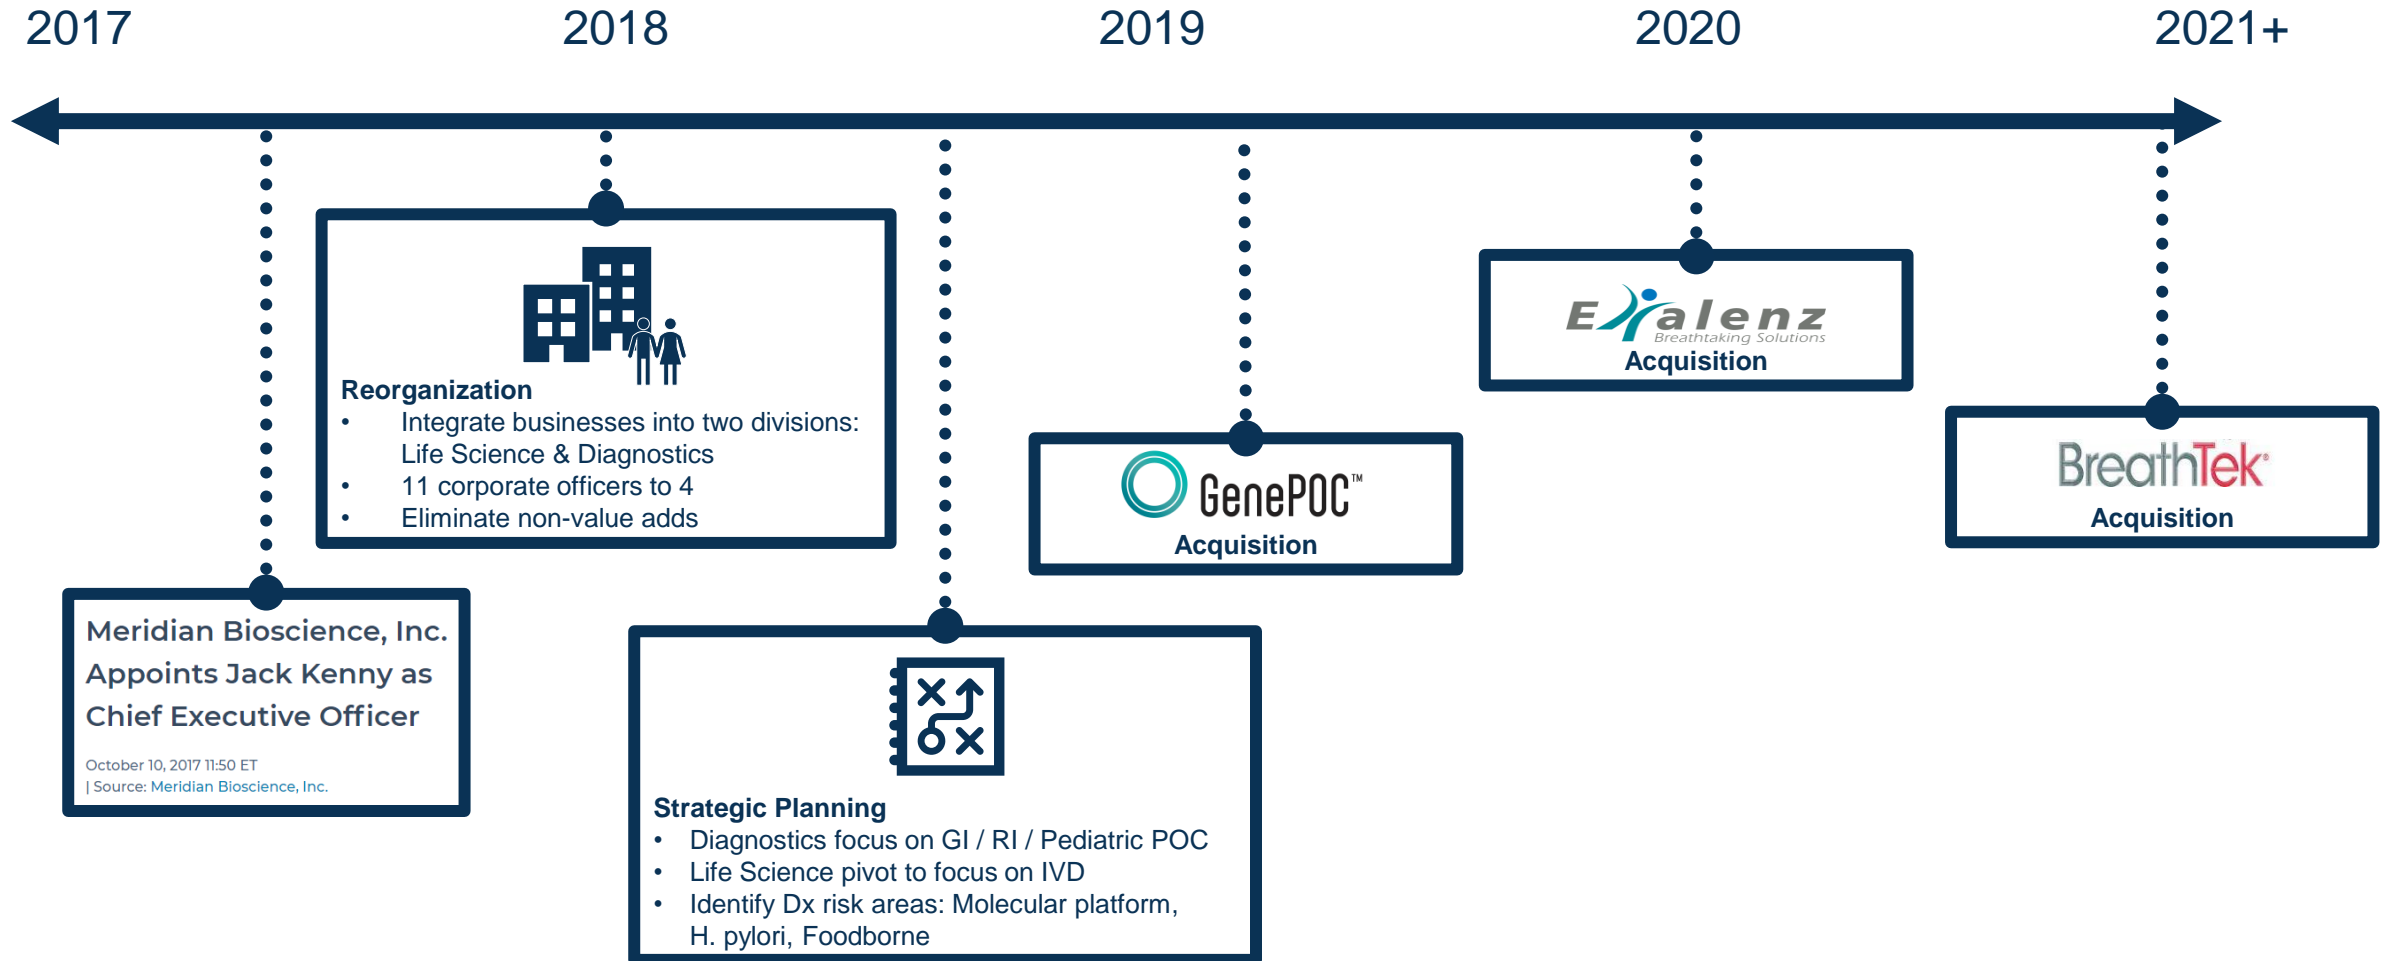 2017
2018
2019
2020
2021+
Meridian Bioscience, Inc.
Appoints Jack Kenny as
Chief Executive Officer
October 10, 2017 11:50 ET
| Source: Meridian Bioscience, Inc.
Reorganization
• Integrate businesses into two divisions:
Life Science & Diagnostics
• 11 corporate officers to 4
• Eliminate non-value adds
Strategic Planning
• Diagnostics focus on GI / RI / Pediatric POC
• Life Science pivot to focus on IVD
• Identify Dx risk areas: Molecular platform,
H. pylori, Foodborne
GenePOC™
Acquisition
Exalenz
Breathtaking Solutions
Acquisition
BreathTek®
Acquisition